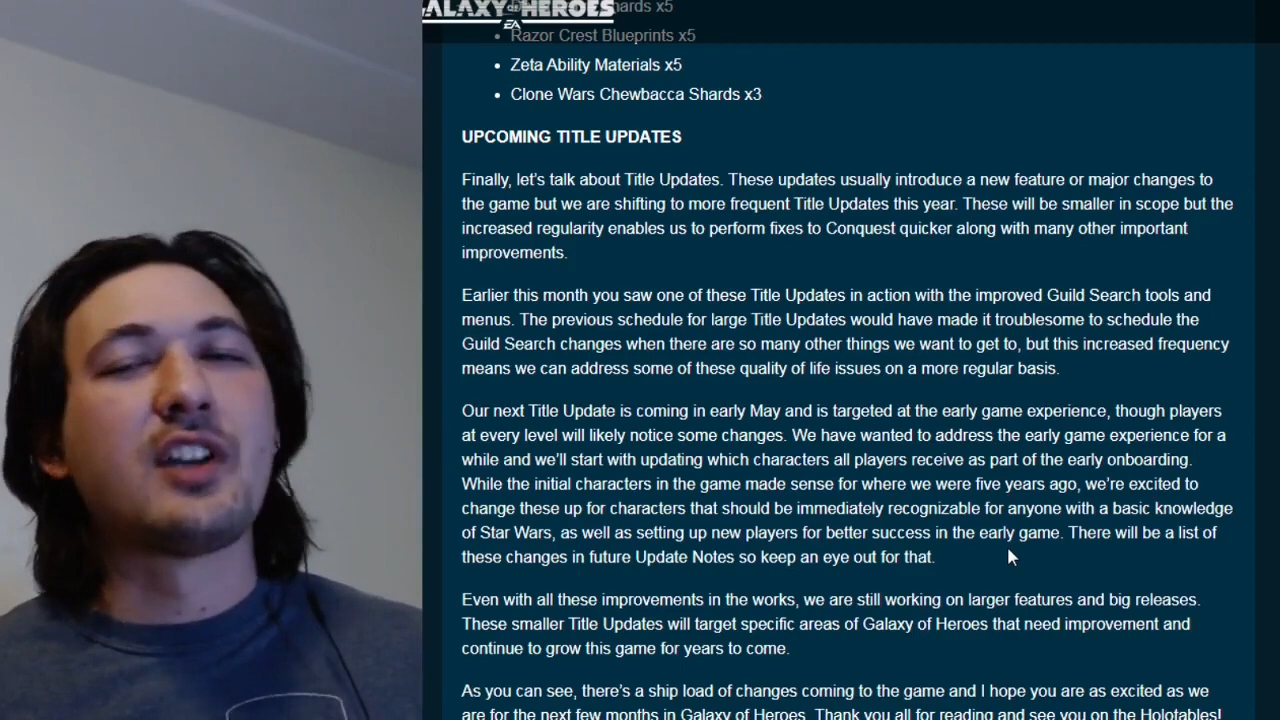 GALAXY OF HEROES
EA
Shards x5
Razor Crest Blueprints x5
Zeta Ability Materials x5
Clone Wars Chewbacca Shards x3
UPCOMING TITLE UPDATES
Finally, let's talk about Title Updates. These updates usually introduce a new feature or major changes to
the game but we are shifting to more frequent Title Updates this year. These will be smaller in scope but the
increased regularity enables us to perform fixes to Conquest quicker along with many other important
improvements.
Earlier this month you saw one of these Title Updates in action with the improved Guild Search tools and
menus. The previous schedule for large Title Updates would have made it troublesome to schedule the
Guild Search changes when there are so many other things we want to get to, but this increased frequency
means we can address some of these quality of life issues on a more regular basis.
Our next Title Update is coming in early May and is targeted at the early game experience, though players
at every level will likely notice some changes. We have wanted to address the early game experience for a
while and we'll start with updating which characters all players receive as part of the early onboarding.
While the initial characters in the game made sense for where we were five years ago, we're excited to
change these up for characters that should be immediately recognizable for anyone with a basic knowledge
of Star Wars, as well as setting up new players for better success in the early game. There will be a list of
these changes in future Update Notes so keep an eye out for that.
Even with all these improvements in the works, we are still working on larger features and big releases.
These smaller Title Updates will target specific areas of Galaxy of Heroes that need improvement and
continue to grow this game for years to come.
As you can see, there's a ship load of changes coming to the game and I hope you are as excited as we
are for the next few months in Galaxy of Heroes. Thank you all for reading and see you on the Holotables!